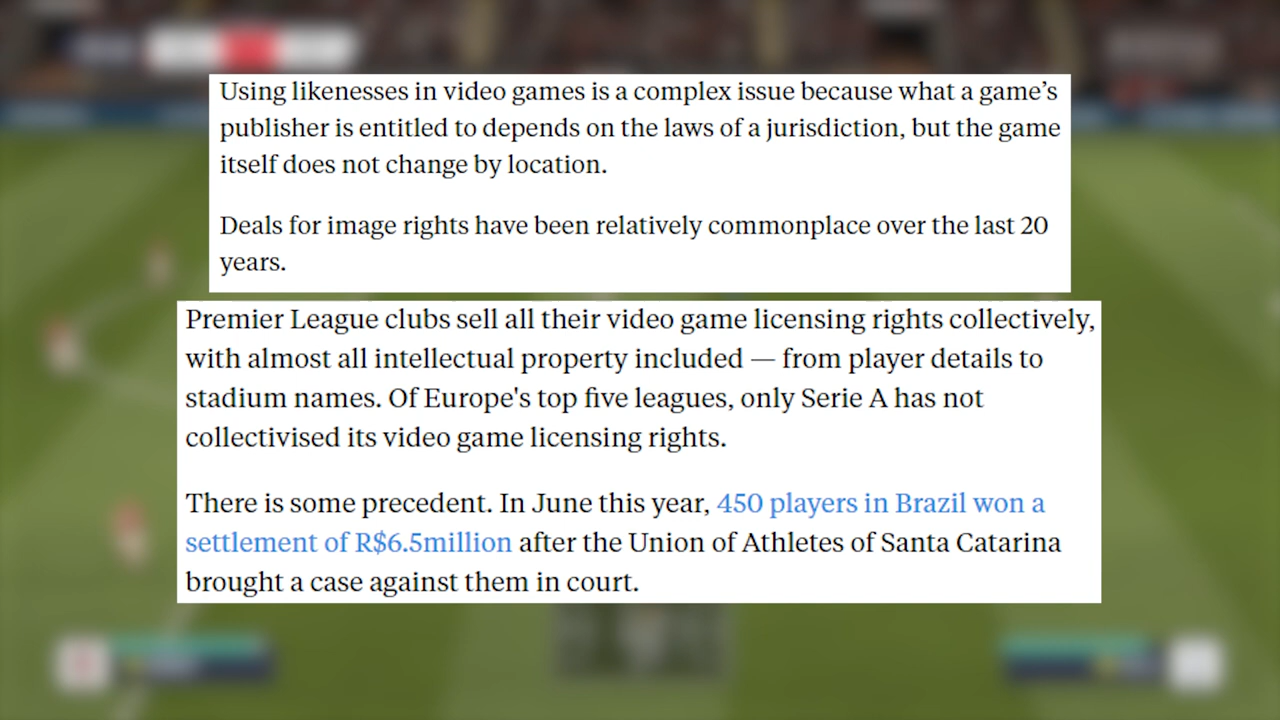 Using likenesses in video games is a complex issue because what a game’s
publisher is entitled to depends on the laws of a jurisdiction, but the game
itself does not change by location.
Deals for image rights have been relatively commonplace over the last 20
years.
Premier League clubs sell all their video game licensing rights collectively,
with almost all intellectual property included — from player details to
stadium names. Of Europe's top five leagues, only Serie A has not
collectivised its video game licensing rights.
There is some precedent. In June this year, 450 players in Brazil won a
settlement of R$6.5million after the Union of Athletes of Santa Catarina
brought a case against them in court.